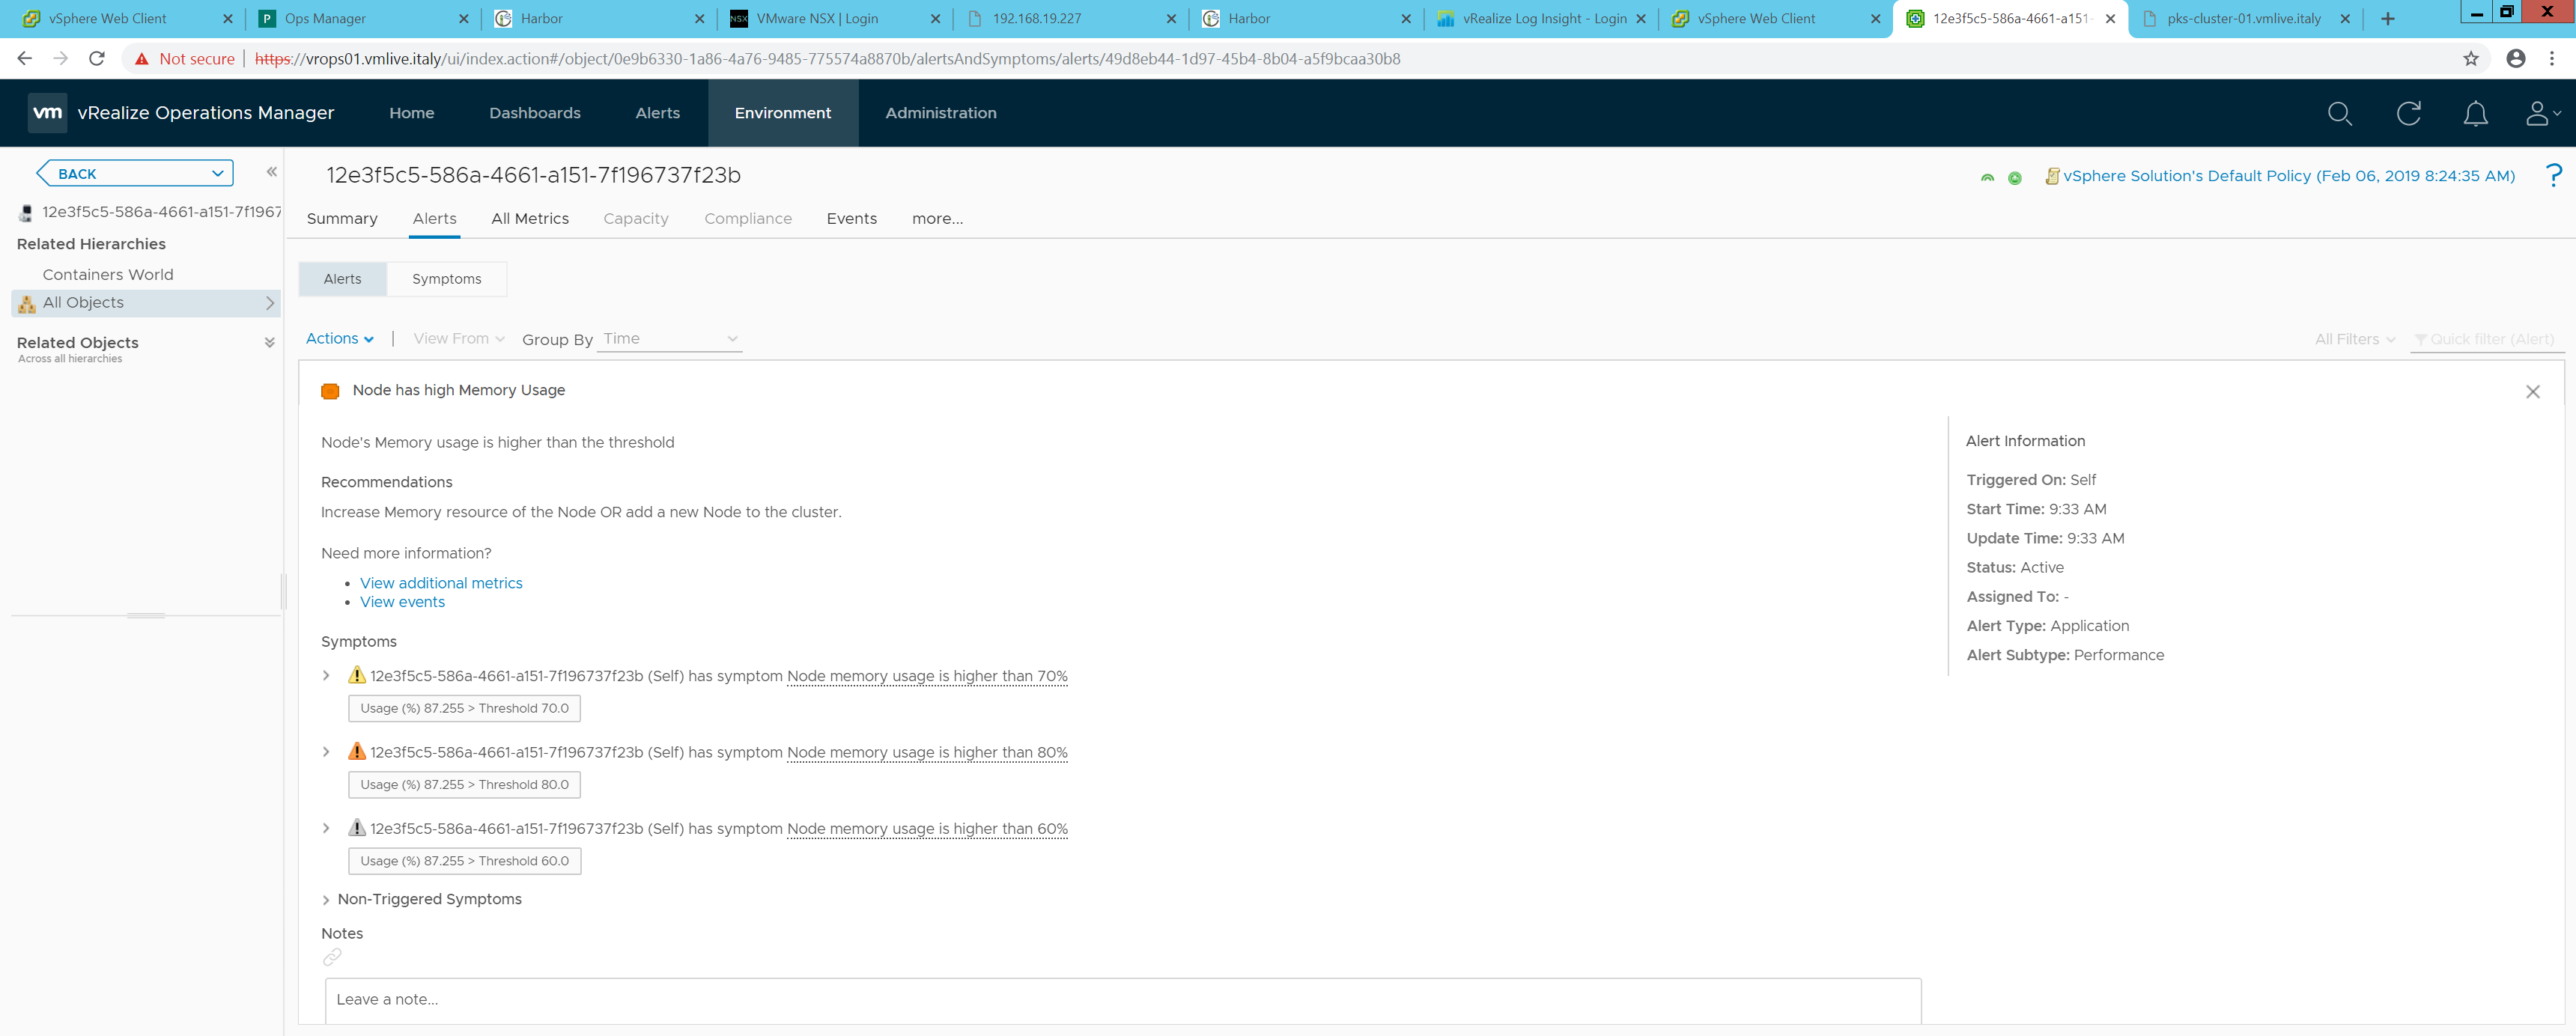 vSphere Web Client
Ops Manager
Harbor
VMware NSX | Login
192.168.19.227
Harbor
vRealize Log Insight - Login
vSphere Web Client
12e3f5c5-586a-4661-a151-
pks-cluster-01.vmlive.italy
Not secure | https://vrops01.vmlive.italy/ui/index.action#/object/0e9b6330-1a86-4a76-9485-775574a8870b/alertsAndSymptoms/alerts/49d8eb44-1d97-45b4-8b04-a5f9bcaa30b8
vm vRealize Operations Manager Home Dashboards Alerts Environment Administration
BACK
12e3f5c5-586a-4661-a151-7f1967
Related Hierarchies
Containers World
All Objects
Related Objects
Across all hierarchies
12e3f5c5-586a-4661-a151-7f196737f23b
vSphere Solution's Default Policy (Feb 06, 2019 8:24:35 AM) ?
Summary Alerts All Metrics Capacity Compliance Events more...
Alerts Symptoms
Actions | View From Group By Time All Filters Quick filter (Alert)
Node has high Memory Usage
Node's Memory usage is higher than the threshold
Recommendations
Increase Memory resource of the Node OR add a new Node to the cluster.
Need more information?
• View additional metrics
• View events
Symptoms
12e3f5c5-586a-4661-a151-7f196737f23b (Self) has symptom Node memory usage is higher than 70%
Usage (%) 87.255 > Threshold 70.0
12e3f5c5-586a-4661-a151-7f196737f23b (Self) has symptom Node memory usage is higher than 80%
Usage (%) 87.255 > Threshold 80.0
12e3f5c5-586a-4661-a151-7f196737f23b (Self) has symptom Node memory usage is higher than 60%
Usage (%) 87.255 > Threshold 60.0
Non-Triggered Symptoms
Notes
Leave a note...
Alert Information
Triggered On: Self
Start Time: 9:33 AM
Update Time: 9:33 AM
Status: Active
Assigned To: -
Alert Type: Application
Alert Subtype: Performance